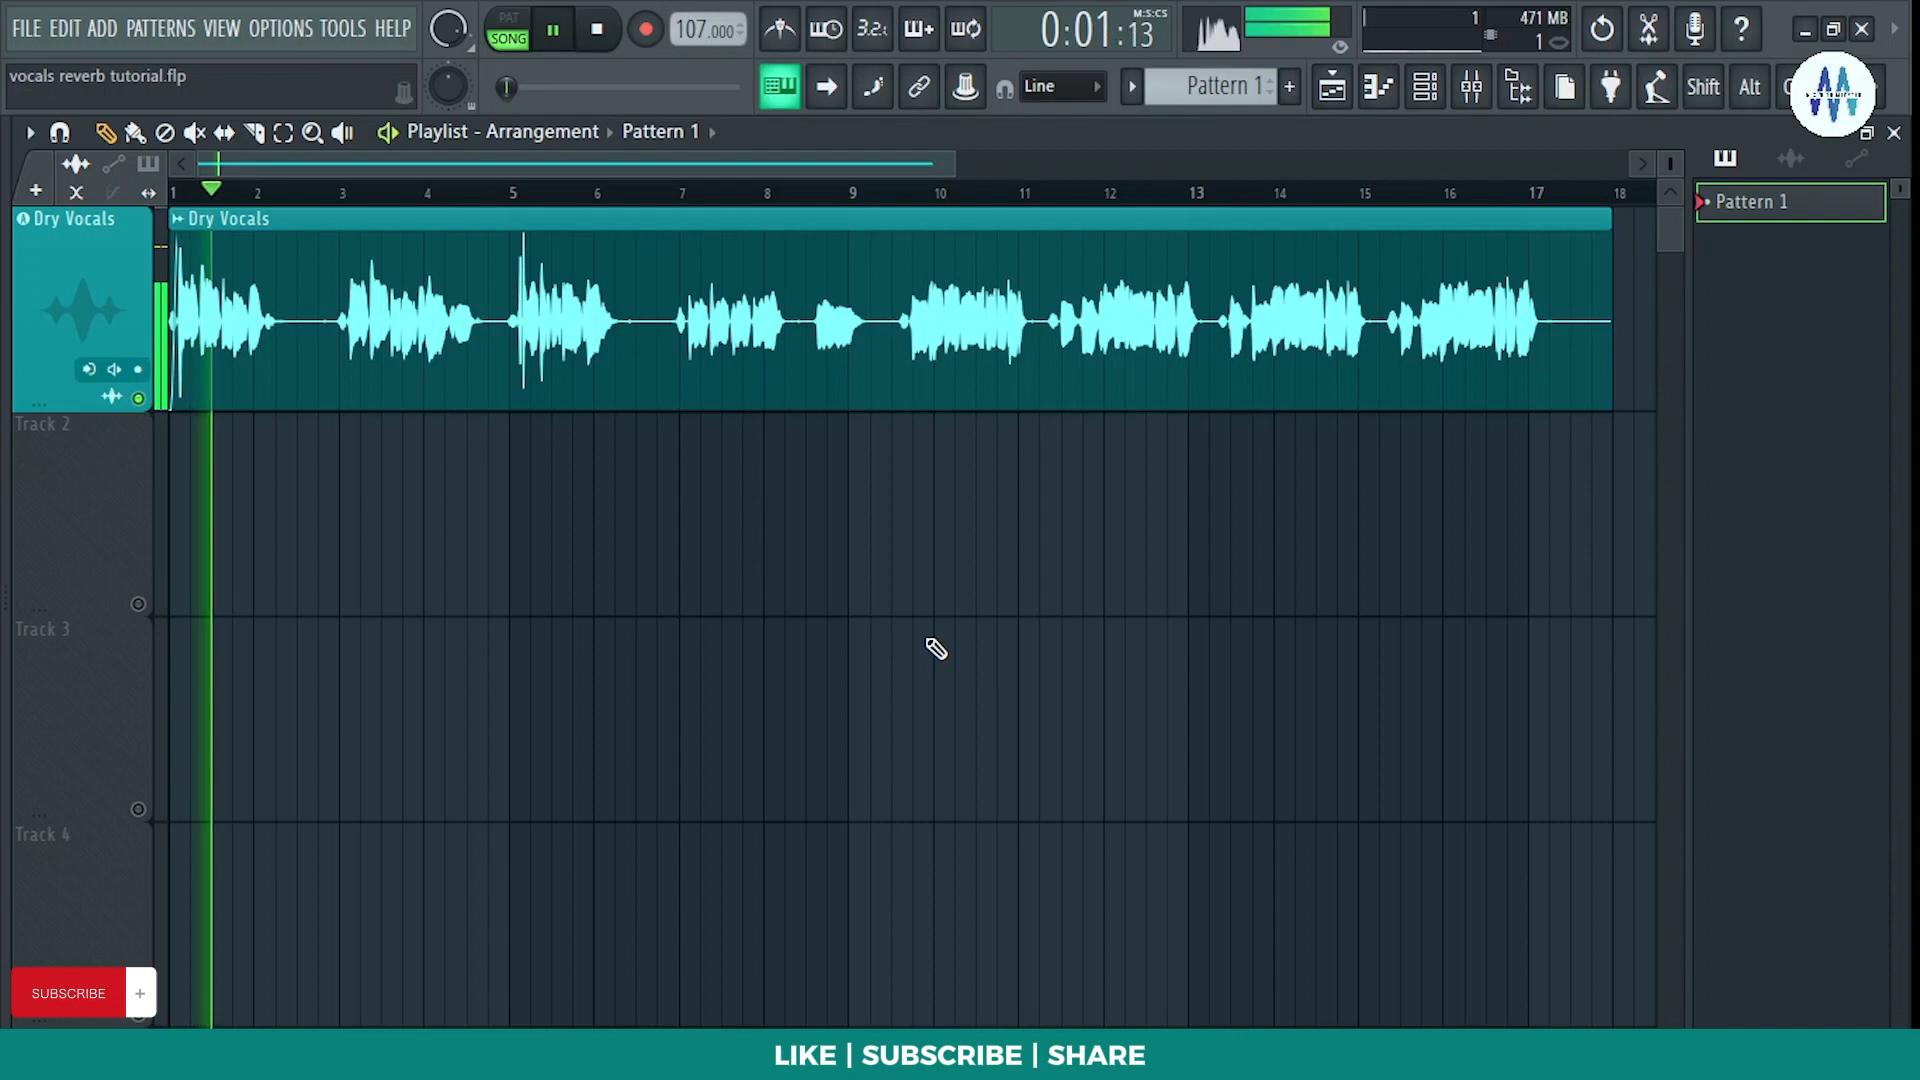 FILE EDIT ADD PATTERNS VIEW OPTIONS TOOLS HELP
PAT
SONG
107.000
3.2.
0:01:13
M:S:CS
1
471 MB
1
?
vocals reverb tutorial.flp
Line
Pattern 1
+
Shift
Alt
Playlist - Arrangement
Pattern 1
1 2 3 4 5 6 7 8 9 10 11 12 13 14 15 16 17 18
Pattern 1
Dry Vocals
Dry Vocals
Track 2
Track 3
Track 4
SUBSCRIBE +
LIKE | SUBSCRIBE | SHARE